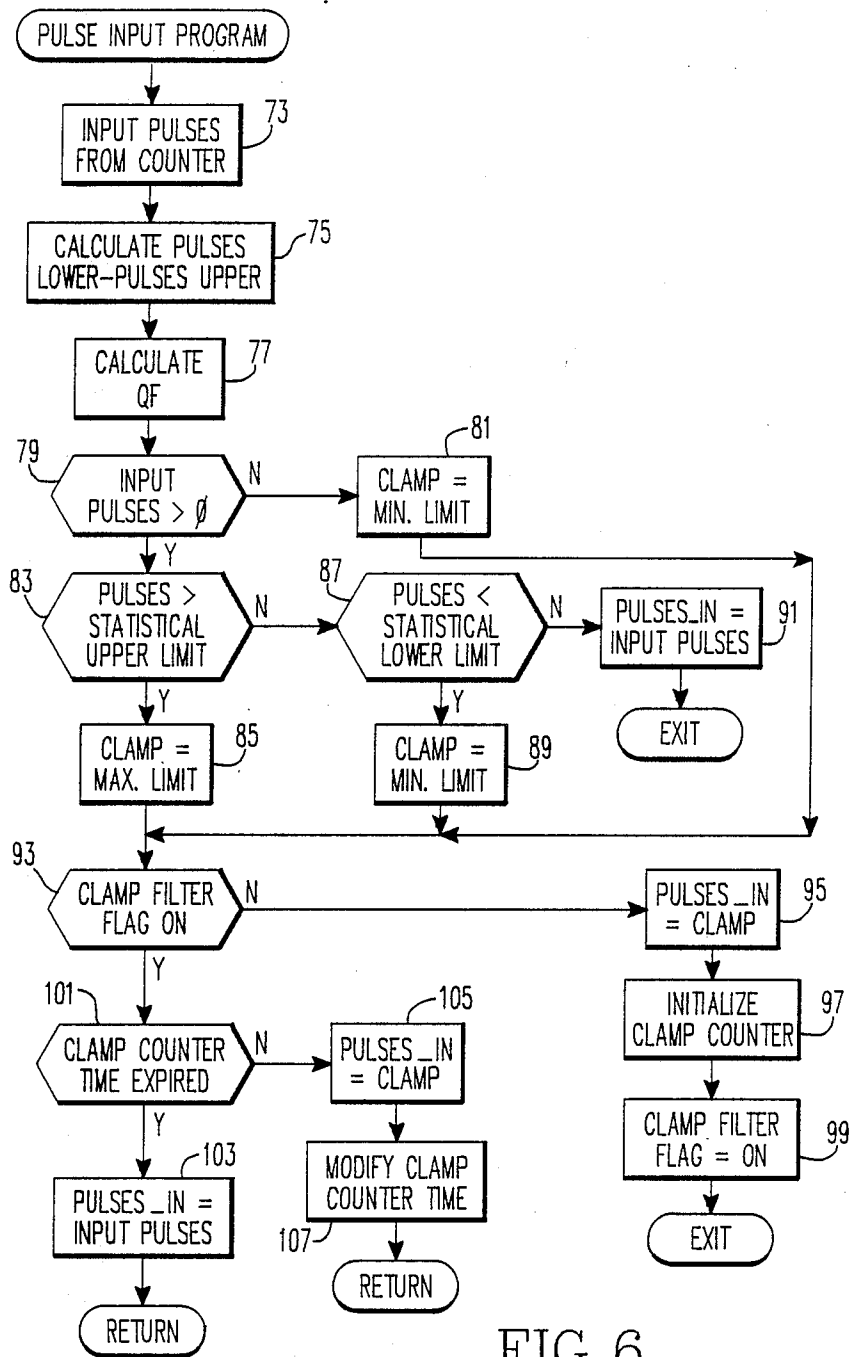 PULSE INPUT PROGRAM
73
INPUT PULSES
FROM COUNTER
75
CALCULATE PULSES
LOWER-PULSES UPPER
77
CALCULATE
QF
79
INPUT
PULSES > Ø
N
Y
81
CLAMP =
MIN. LIMIT
83
PULSES >
STATISTICAL
UPPER LIMIT
N
Y
87
PULSES <
STATISTICAL
LOWER LIMIT
N
Y
PULSES_IN =
INPUT PULSES
91
EXIT
CLAMP =
MAX. LIMIT
85
CLAMP =
MIN. LIMIT
89
93
CLAMP FILTER
FLAG ON
N
Y
PULSES_IN
= CLAMP
95
INITIALIZE
CLAMP COUNTER
97
CLAMP FILTER
FLAG = ON
99
EXIT
101
CLAMP COUNTER
TIME EXPIRED
N
Y
105
PULSES_IN
= CLAMP
MODIFY CLAMP
COUNTER TIME
107
RETURN
103
PULSES_IN =
INPUT PULSES
RETURN
FIG. 6